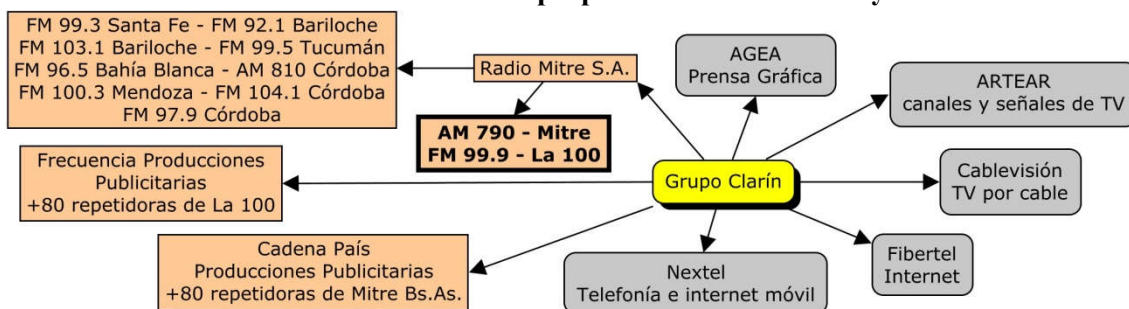 FM 99.3 Santa Fe - FM 92.1 Bariloche
FM 103.1 Bariloche - FM 99.5 Tucumán
FM 96.5 Bahía Blanca - AM 810 Córdoba
FM 100.3 Mendoza - FM 104.1 Córdoba
FM 97.9 Córdoba
Radio Mitre S.A.
AGEA
Prensa Gráfica
ARTEAR
canales y señales de TV
AM 790 - Mitre
FM 99.9 - La 100
Frecuencia Producciones
Publicitarias
+80 repetidoras de La 100
Grupo Clarín
Cablevisión
TV por cable
Cadena País
Producciones Publicitarias
+80 repetidoras de Mitre Bs.As.
Nextel
Telefonía e internet móvil
Fibertel
Internet